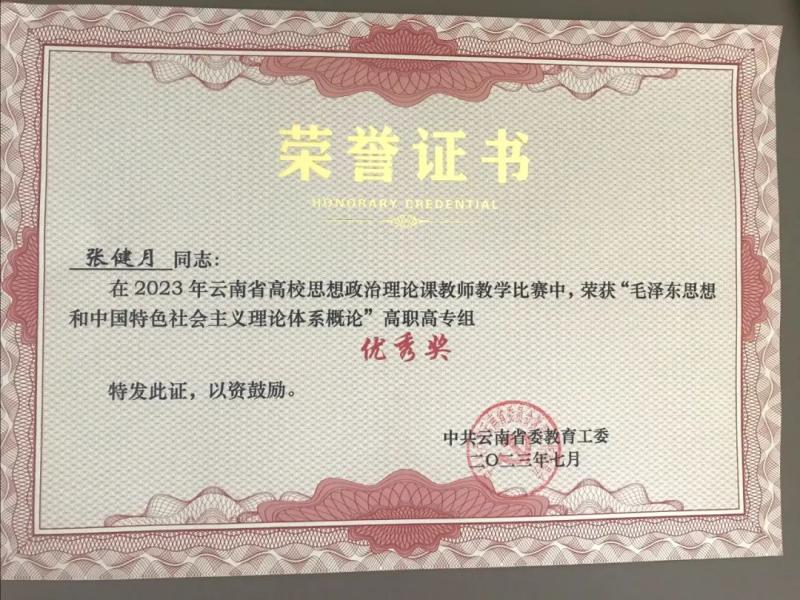 荣誉证书
HONORARY CREDENTIAL
张健月 同志：
在 2023 年云南省高校思想政治理论课教师教学比赛中，荣获“毛泽东思想
和中国特色社会主义理论体系概论”高职高专组
优秀奖
特发此证，以资鼓励。
中共云南省委教育工委
二〇二三年七月